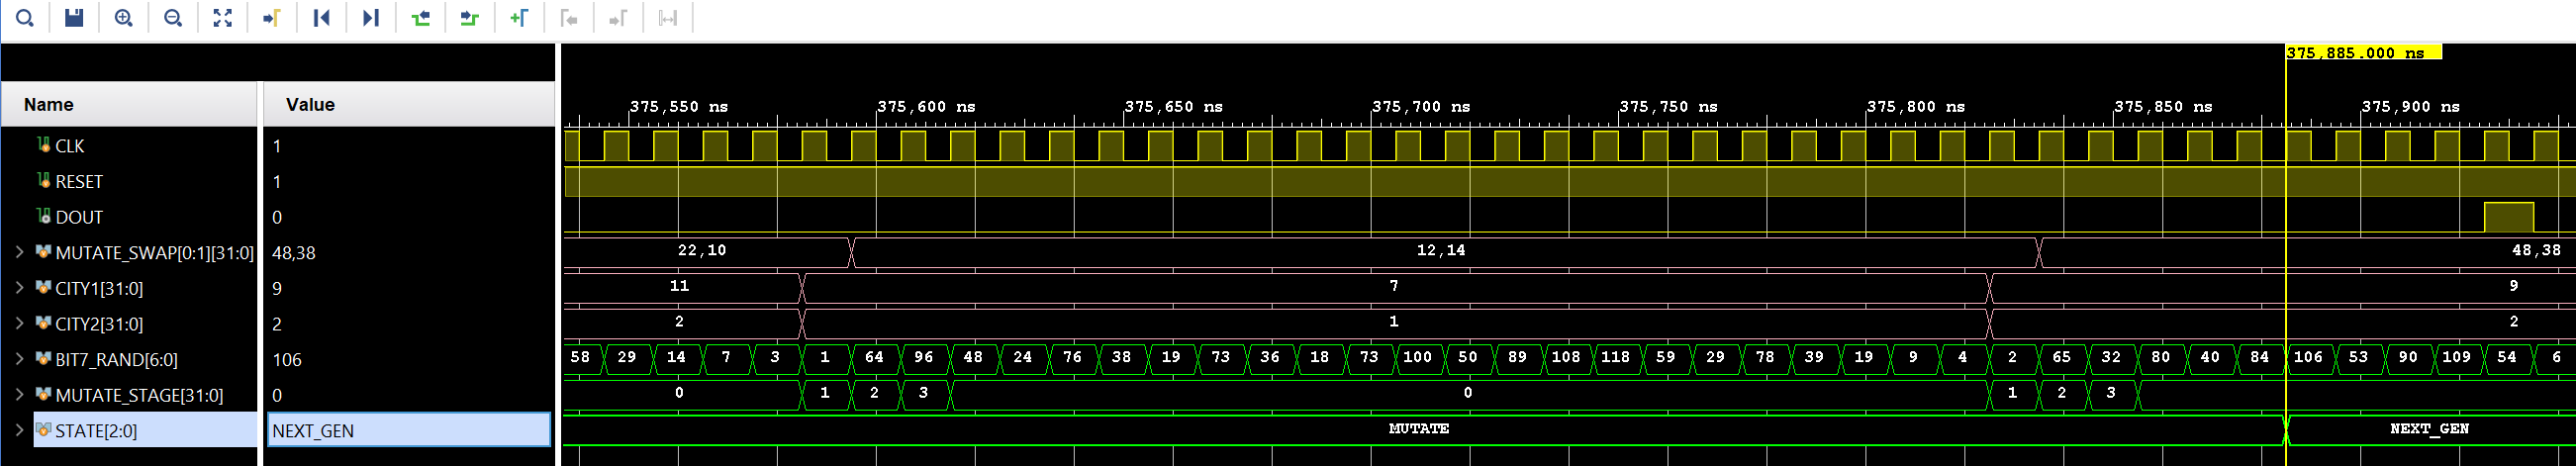 375,885.000 ns
Name Value
375,550 ns 375,600 ns 375,650 ns 375,700 ns 375,750 ns 375,800 ns 375,850 ns 375,900 ns
CLK 1
RESET 1
DOUT 0
MUTATE_SWAP[0:1][31:0] 48,38 22,10 12,14 48,38
CITY1[31:0] 9 11 7 9
CITY2[31:0] 2 2 1 2
BIT7_RAND[6:0] 106 58 29 14 7 3 1 64 96 48 24 76 38 19 73 36 18 73 100 50 89 108 118 59 29 78 39 19 9 4 2 65 32 80 40 84 106 53 90 109 54 6
MUTATE_STAGE[31:0] 0 0 1 2 3 0 1 2 3
STATE[2:0] NEXT_GEN MUTATE NEXT_GEN